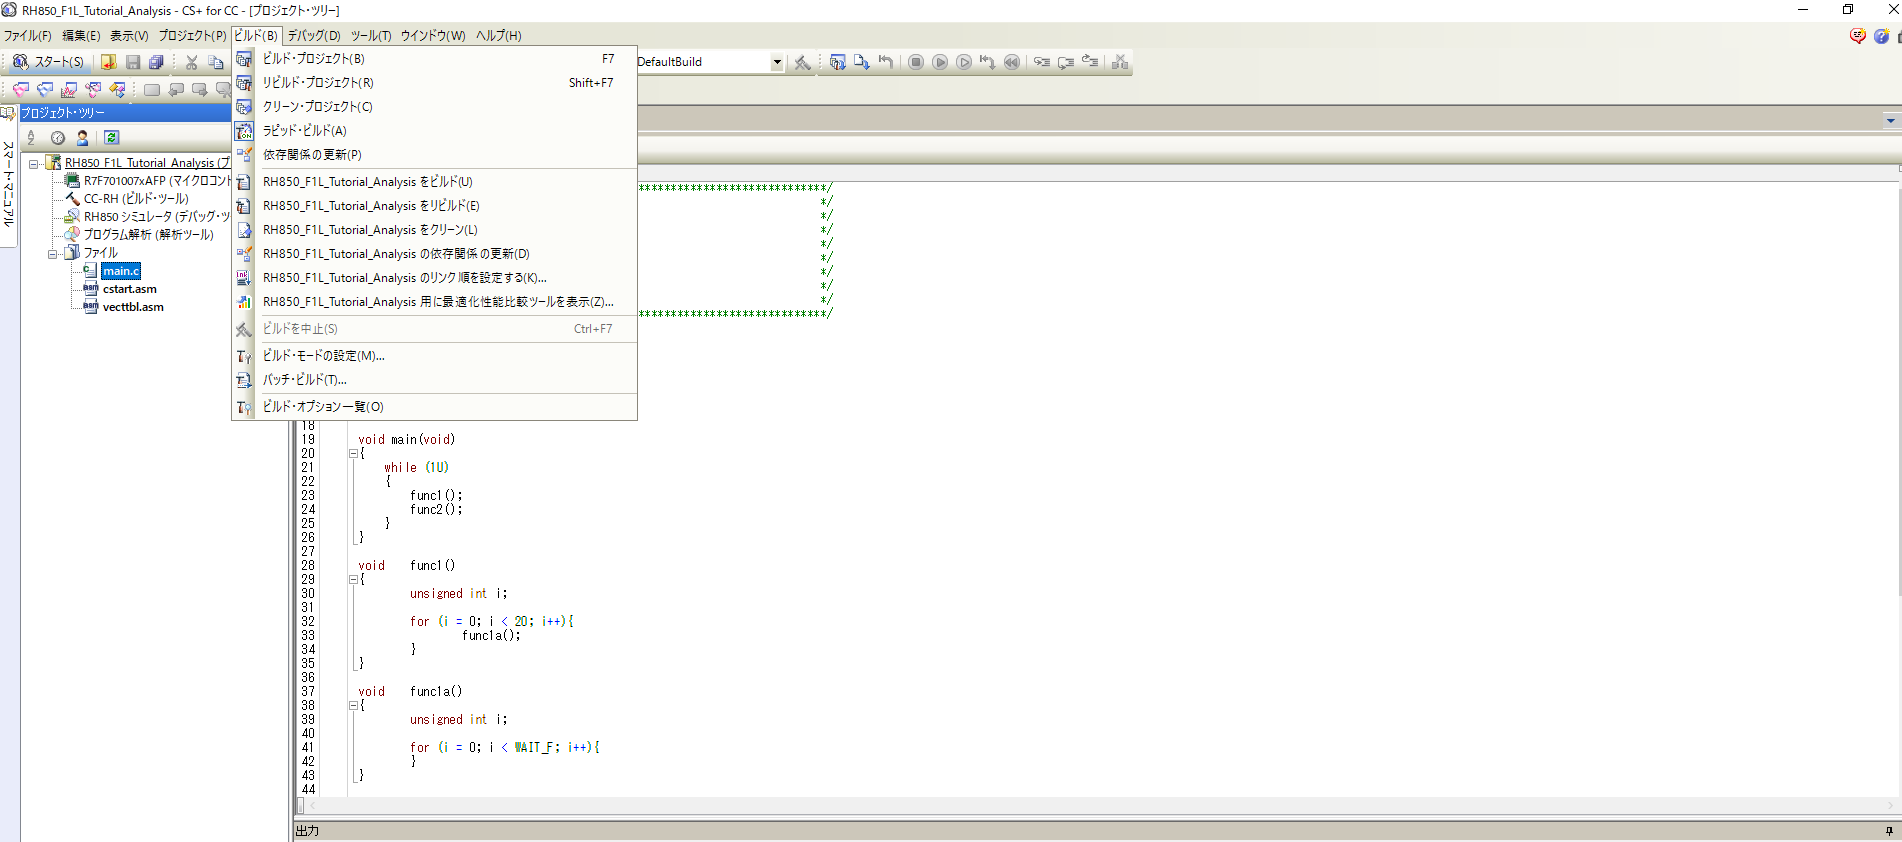 RH850_F1L_Tutorial_Analysis - CS+ for CC - [プロジェクト・ツリー]
ファイル(F) 編集(E) 表示(V) プロジェクト(P) ビルド(B) デバッグ(D) ツール(T) ウインドウ(W) ヘルプ(H)
スタート(S)
DefaultBuild
ビルド・プロジェクト(B) F7
リビルド・プロジェクト(R) Shift+F7
クリーン・プロジェクト(C)
ラピッド・ビルド(A)
依存関係の更新(P)
RH850_F1L_Tutorial_Analysis をビルド(U)
RH850_F1L_Tutorial_Analysis をリビルド(E)
RH850_F1L_Tutorial_Analysis をクリーン(L)
RH850_F1L_Tutorial_Analysis の依存関係の更新(D)
RH850_F1L_Tutorial_Analysis のリンク順を設定する(K)...
RH850_F1L_Tutorial_Analysis 用に最適化性能比較ツールを表示(Z)...
ビルドを中止(S) Ctrl+F7
ビルド・モードの設定(M)...
バッチ・ビルド(T)...
ビルド・オプション一覧(O)
スマート・マニュアル
プロジェクト・ツリー
RH850_F1L_Tutorial_Analysis (プ
R7F701007xAFP (マイクロコント
CC-RH (ビルド・ツール)
RH850 シミュレータ (デバッグ・ツ
プログラム解析 (解析ツール)
ファイル
main.c
cstart.asm
vecttbl.asm
*****************************/
*/
*/
*/
*/
*/
*/
*/
*/
*****************************/
18
19 void main(void)
20 {
21 while (1U)
22 {
23 func1();
24 func2();
25 }
26 }
27
28 void func1()
29 {
30 unsigned int i;
31
32 for (i = 0; i < 20; i++){
33 func1a();
34 }
35 }
36
37 void func1a()
38 {
39 unsigned int i;
40
41 for (i = 0; i < WAIT_F; i++){
42 }
43 }
44
出力